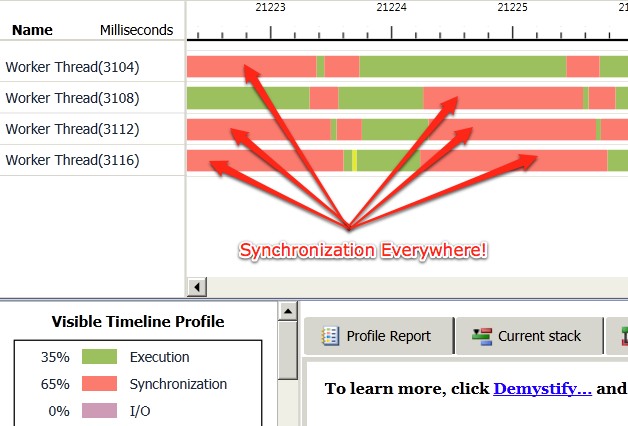 21223 21224 21225 21
Name Milliseconds
Worker Thread(3104)
Worker Thread(3108)
Worker Thread(3112)
Worker Thread(3116)
Synchronization Everywhere!
Visible Timeline Profile
35% Execution
65% Synchronization
0% I/O
Profile Report Current stack
To learn more, click Demystify... and